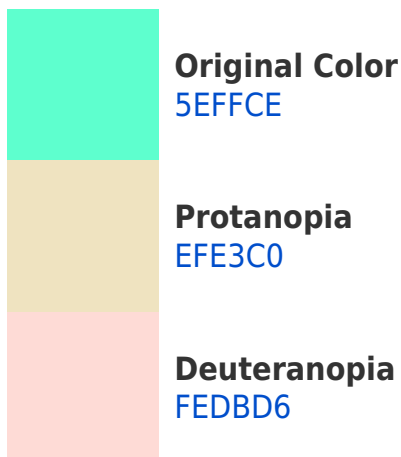 Original Color
5EFFCE
Protanopia
EFE3C0
Deuteranopia
FEDBD6